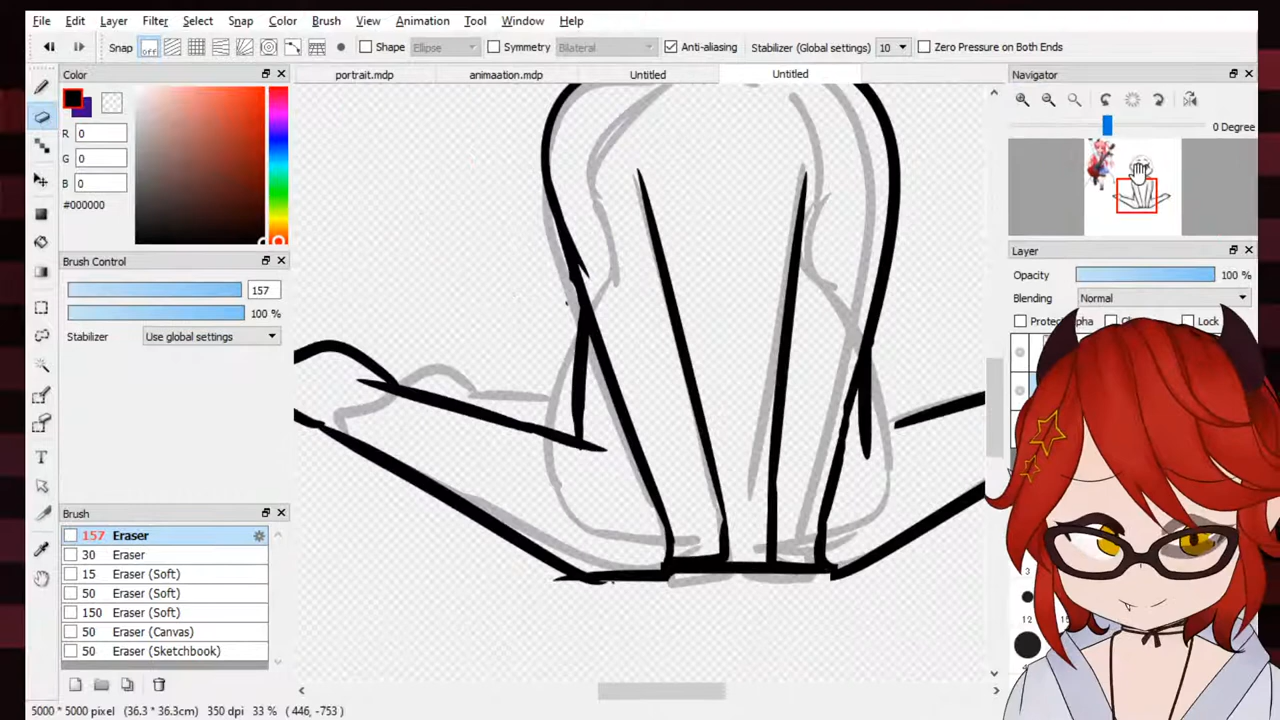 File Edit Layer Filter Select Snap Color Brush View Animation Tool Window Help
Snap Off Shape Ellipse Symmetry Bilateral Anti-aliasing Stabilizer (Global settings) 10 Zero Pressure on Both Ends
Color
portrait.mdp animaation.mdp Untitled Untitled
Navigator
R 0
G 0
B 0
#000000
0 Degree
Brush Control
157
100 %
Stabilizer Use global settings
Layer
Opacity 100 %
Blending Normal
Lock
Brush
157 Eraser
30 Eraser
15 Eraser (Soft)
50 Eraser (Soft)
150 Eraser (Soft)
50 Eraser (Canvas)
50 Eraser (Sketchbook)
3
12
5000 * 5000 pixel (36.3 * 36.3cm) 350 dpi 33 % ( 446, -753 )